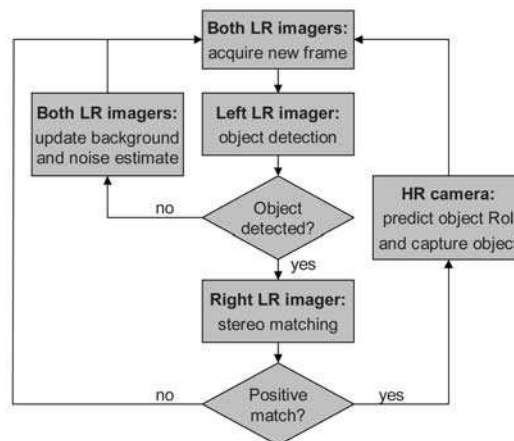 Both LR imagers:
acquire new frame
Both LR imagers:
update background
and noise estimate
Left LR imager:
object detection
HR camera:
predict object RoI
and capture object
no
Object
detected?
yes
Right LR imager:
stereo matching
no
Positive
match?
yes